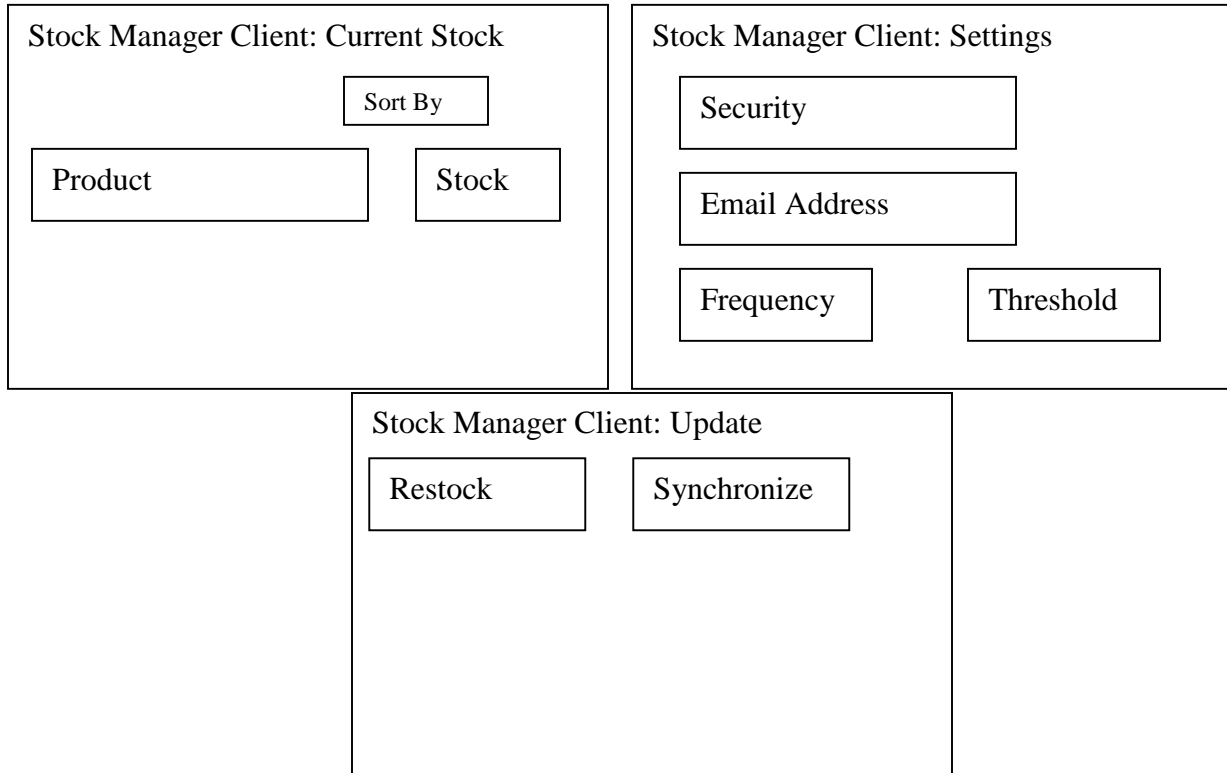 Stock Manager Client: Current Stock
Sort By
Product
Stock
Stock Manager Client: Settings
Security
Email Address
Frequency
Threshold
Stock Manager Client: Update
Restock
Synchronize